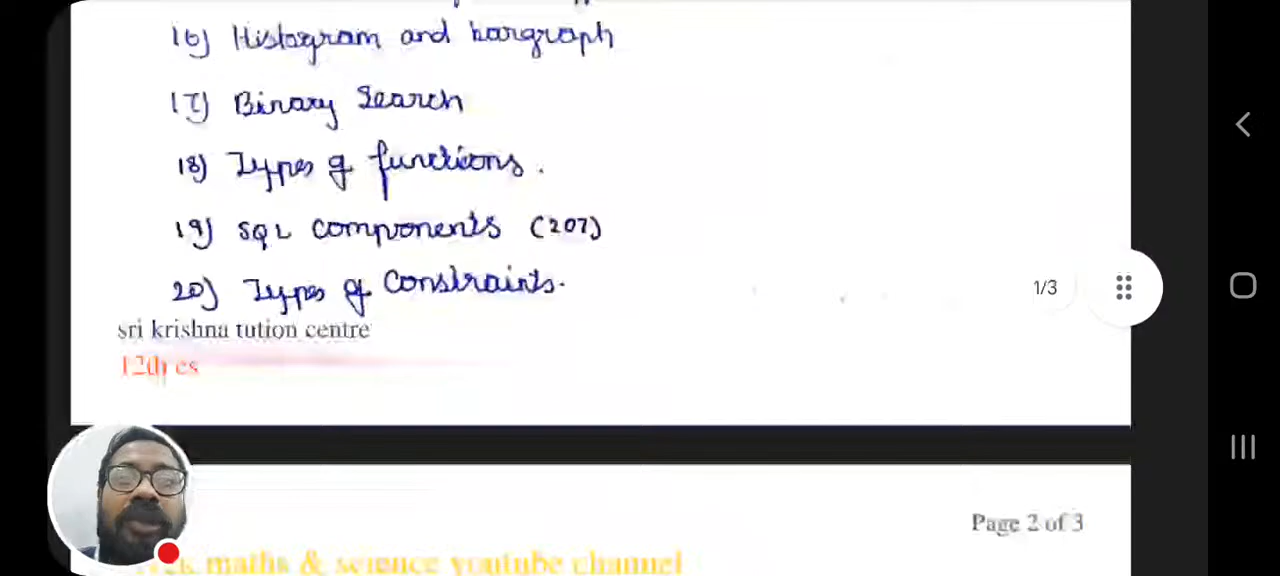 16) Histogram and bargraph
17) Binary Search
18) Types of functions.
19) SQL components (207)
20) Types of Constraints.
1/3
sri krishna tution centre
12th cs
Page 2 of 3
maths & science youtube channel